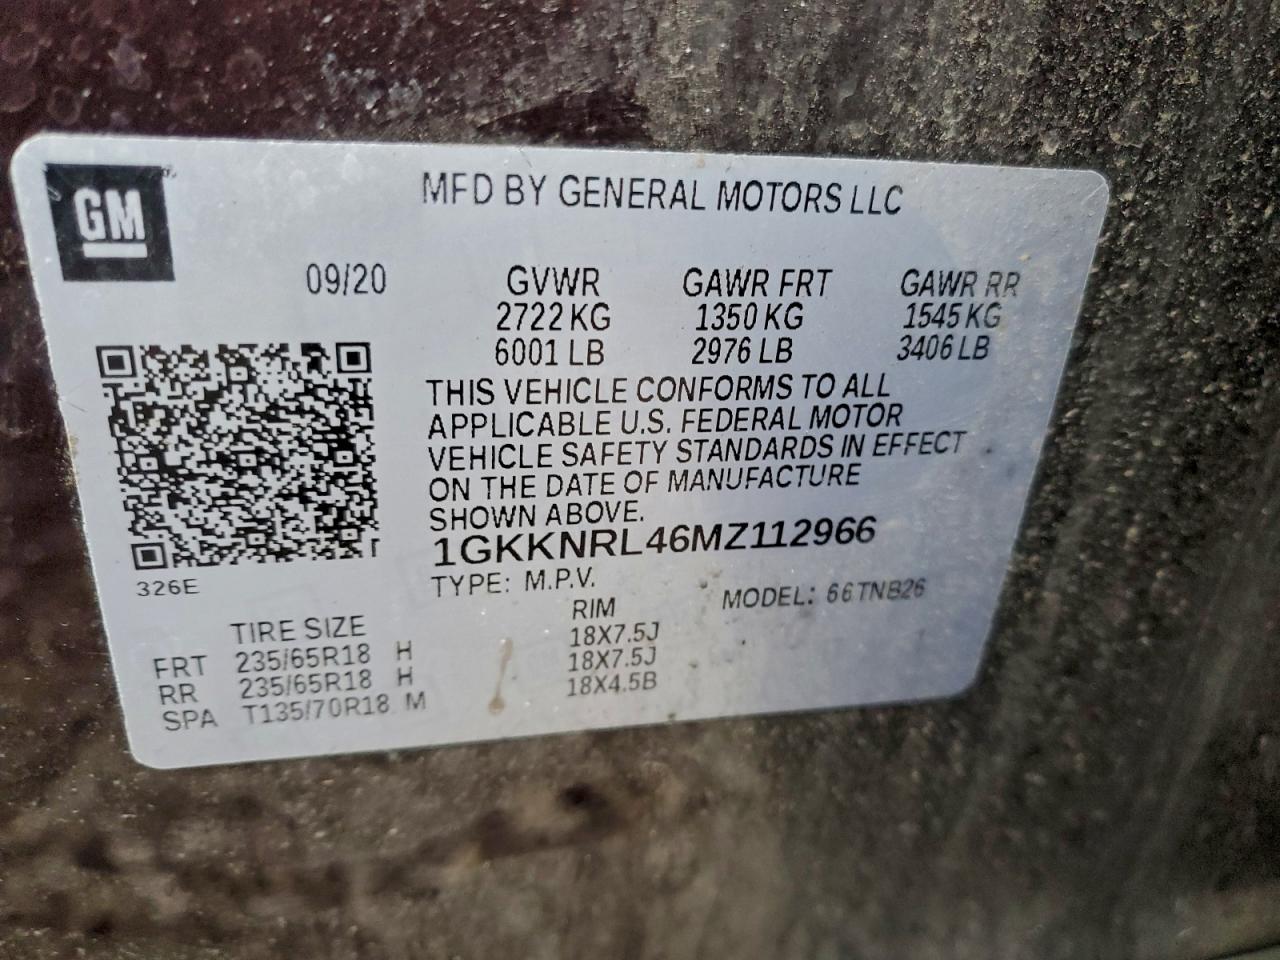 GM
MFD BY GENERAL MOTORS LLC
09/20 GVWR GAWR FRT GAWR RR
2722 KG 1350 KG 1545 KG
6001 LB 2976 LB 3406 LB
THIS VEHICLE CONFORMS TO ALL
APPLICABLE U.S. FEDERAL MOTOR
VEHICLE SAFETY STANDARDS IN EFFECT
ON THE DATE OF MANUFACTURE
SHOWN ABOVE.
1GKKNRL46MZ112966
326E
TYPE: M.P.V. MODEL: 66TNB26
TIRE SIZE RIM
FRT 235/65R18 H 18X7.5J
RR 235/65R18 H 18X7.5J
SPA T135/70R18 M 18X4.5B